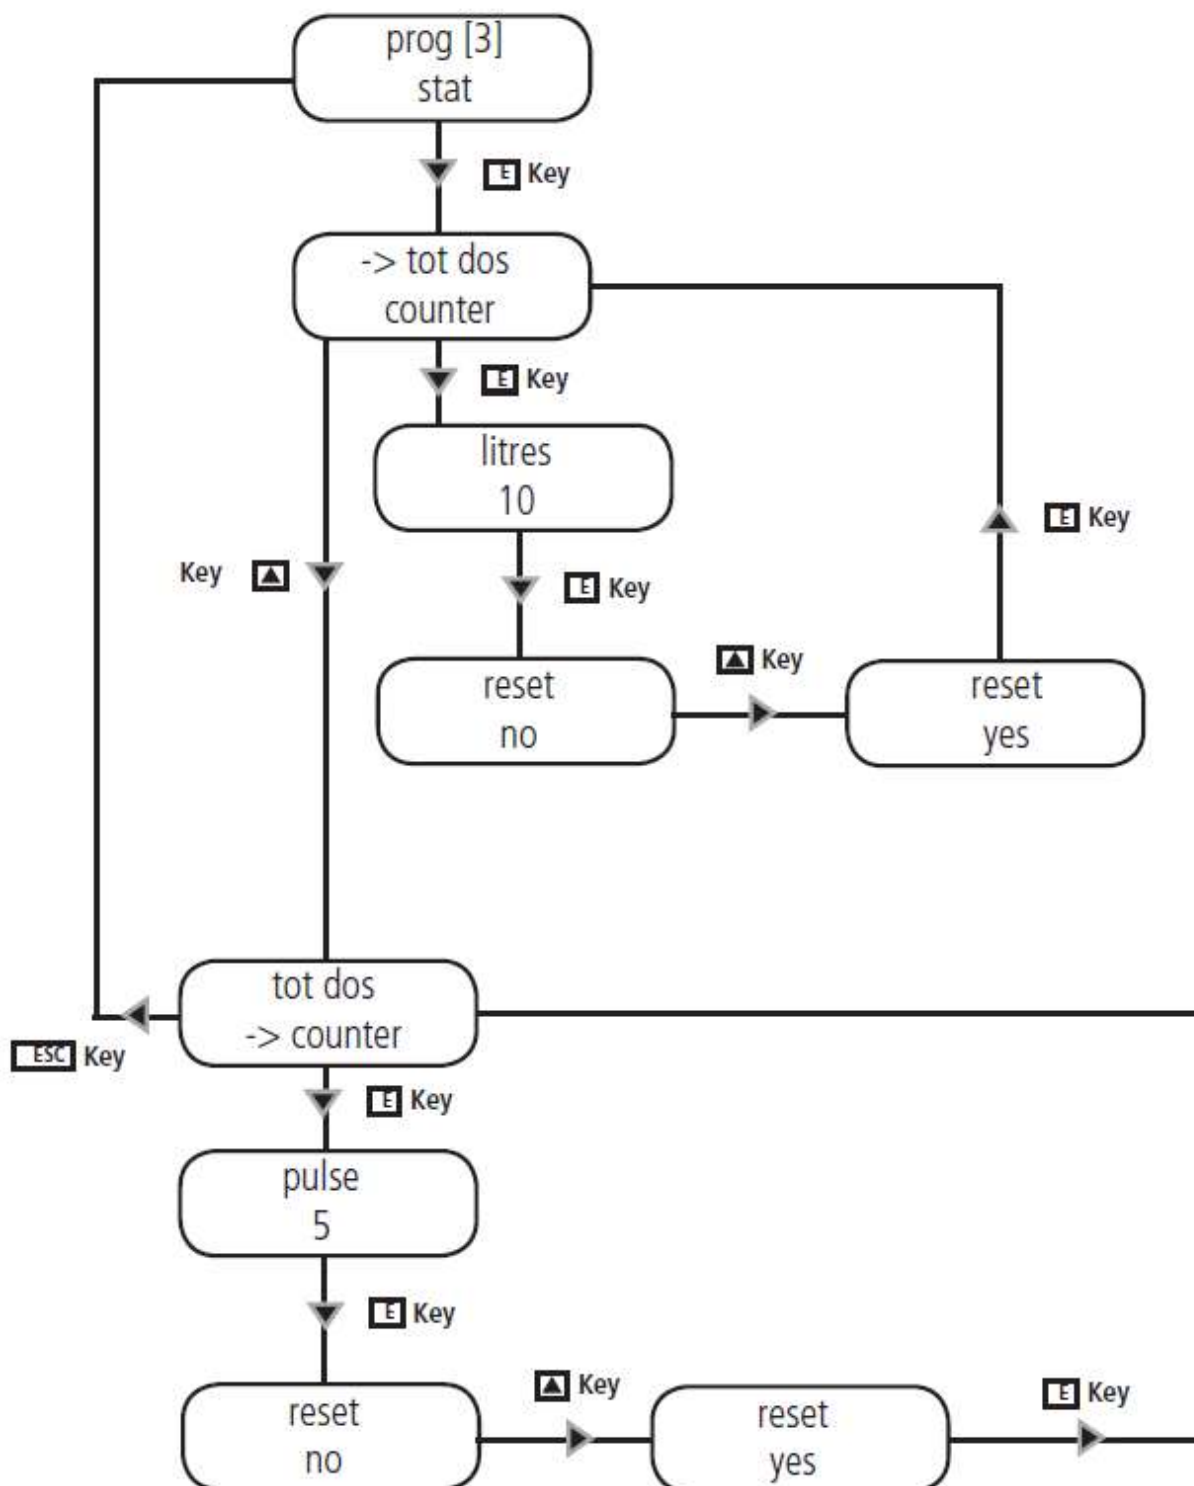 prog [3]
stat
E Key
-> tot dos
counter
E Key
litres
10
E Key
Key
E Key
Key
reset
no
reset
yes
tot dos
-> counter
ESC Key
E Key
pulse
5
E Key
Key
E Key
reset
no
reset
yes